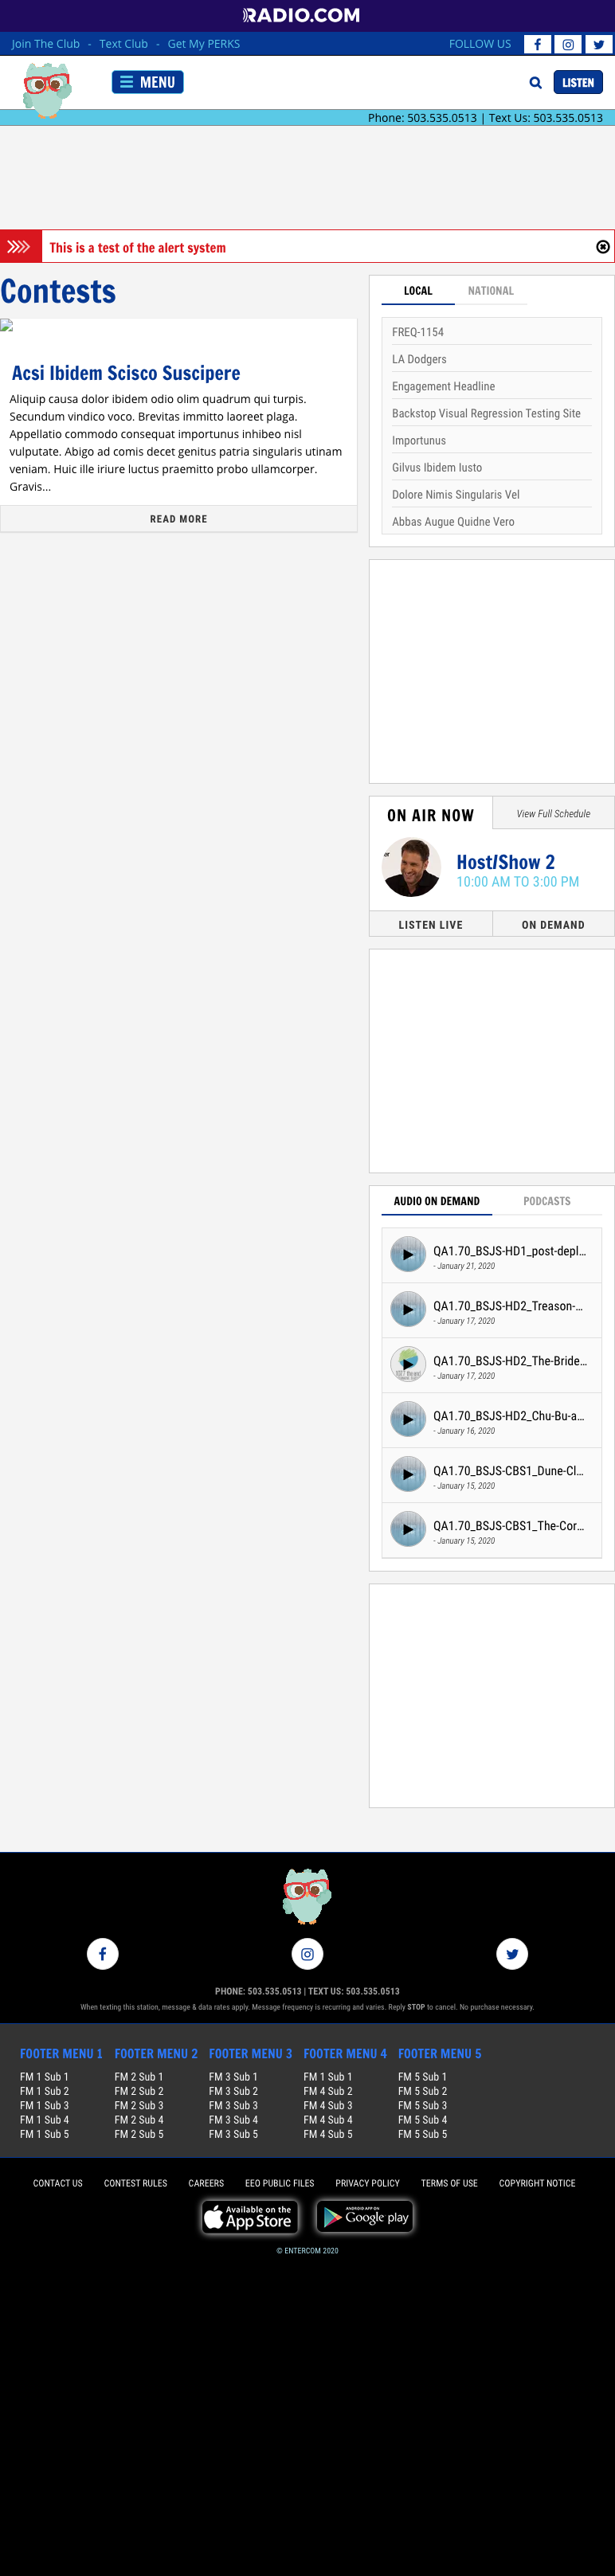 RADIO.COM
Join The Club - Text Club - Get My PERKS
FOLLOW US
MENU
LISTEN
Phone: 503.535.0513 | Text Us: 503.535.0513
This is a test of the alert system
Contests
Acsi Ibidem Scisco Suscipere
Aliquip causa dolor ibidem odio olim quadrum qui turpis.
Secundum vindico voco. Brevitas immitto laoreet plaga.
Appellatio commodo consequat importunus inhibeo nisl
vulputate. Abigo ad comis decet genitus patria singularis utinam
veniam. Huic ille iriure luctus praemitto probo ullamcorper.
Gravis...
READ MORE
LOCAL
NATIONAL
FREQ-1154
LA Dodgers
Engagement Headline
Backstop Visual Regression Testing Site
Importunus
Gilvus Ibidem Iusto
Dolore Nimis Singularis Vel
Abbas Augue Quidne Vero
ON AIR NOW
View Full Schedule
Host/Show 2
10:00 AM TO 3:00 PM
LISTEN LIVE
ON DEMAND
AUDIO ON DEMAND
PODCASTS
QA1.70_BSJS-HD1_post-depl...
- January 21, 2020
QA1.70_BSJS-HD2_Treason-...
- January 17, 2020
QA1.70_BSJS-HD2_The-Bride...
- January 17, 2020
QA1.70_BSJS-HD2_Chu-Bu-a...
- January 16, 2020
QA1.70_BSJS-CBS1_Dune-Cl...
- January 15, 2020
QA1.70_BSJS-CBS1_The-Cor...
- January 15, 2020
PHONE: 503.535.0513 | TEXT US: 503.535.0513
When texting this station, message & data rates apply. Message frequency is recurring and varies. Reply STOP to cancel. No purchase necessary.
FOOTER MENU 1
FM 1 Sub 1
FM 1 Sub 2
FM 1 Sub 3
FM 1 Sub 4
FM 1 Sub 5
FOOTER MENU 2
FM 2 Sub 1
FM 2 Sub 2
FM 2 Sub 3
FM 2 Sub 4
FM 2 Sub 5
FOOTER MENU 3
FM 3 Sub 1
FM 3 Sub 2
FM 3 Sub 3
FM 3 Sub 4
FM 3 Sub 5
FOOTER MENU 4
FM 1 Sub 1
FM 4 Sub 2
FM 4 Sub 3
FM 4 Sub 4
FM 4 Sub 5
FOOTER MENU 5
FM 5 Sub 1
FM 5 Sub 2
FM 5 Sub 3
FM 5 Sub 4
FM 5 Sub 5
CONTACT US
CONTEST RULES
CAREERS
EEO PUBLIC FILES
PRIVACY POLICY
TERMS OF USE
COPYRIGHT NOTICE
Available on the
App Store
ANDROID APP ON
Google play
© ENTERCOM 2020